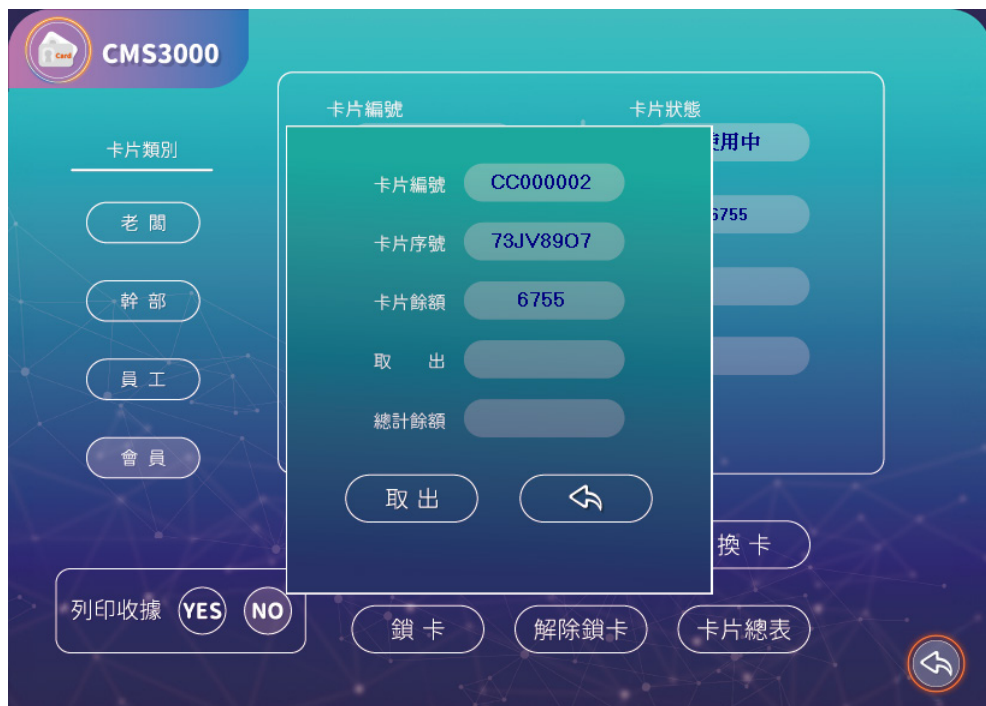 Card
CMS3000
卡片類別
老闆
幹部
員工
會員
列印收據 YES NO
卡片編號 卡片狀態
用中
6755
卡片編號 CC000002
卡片序號 73JV89O7
卡片餘額 6755
取 出
總計餘額
取出
換卡
鎖卡 解除鎖卡 卡片總表